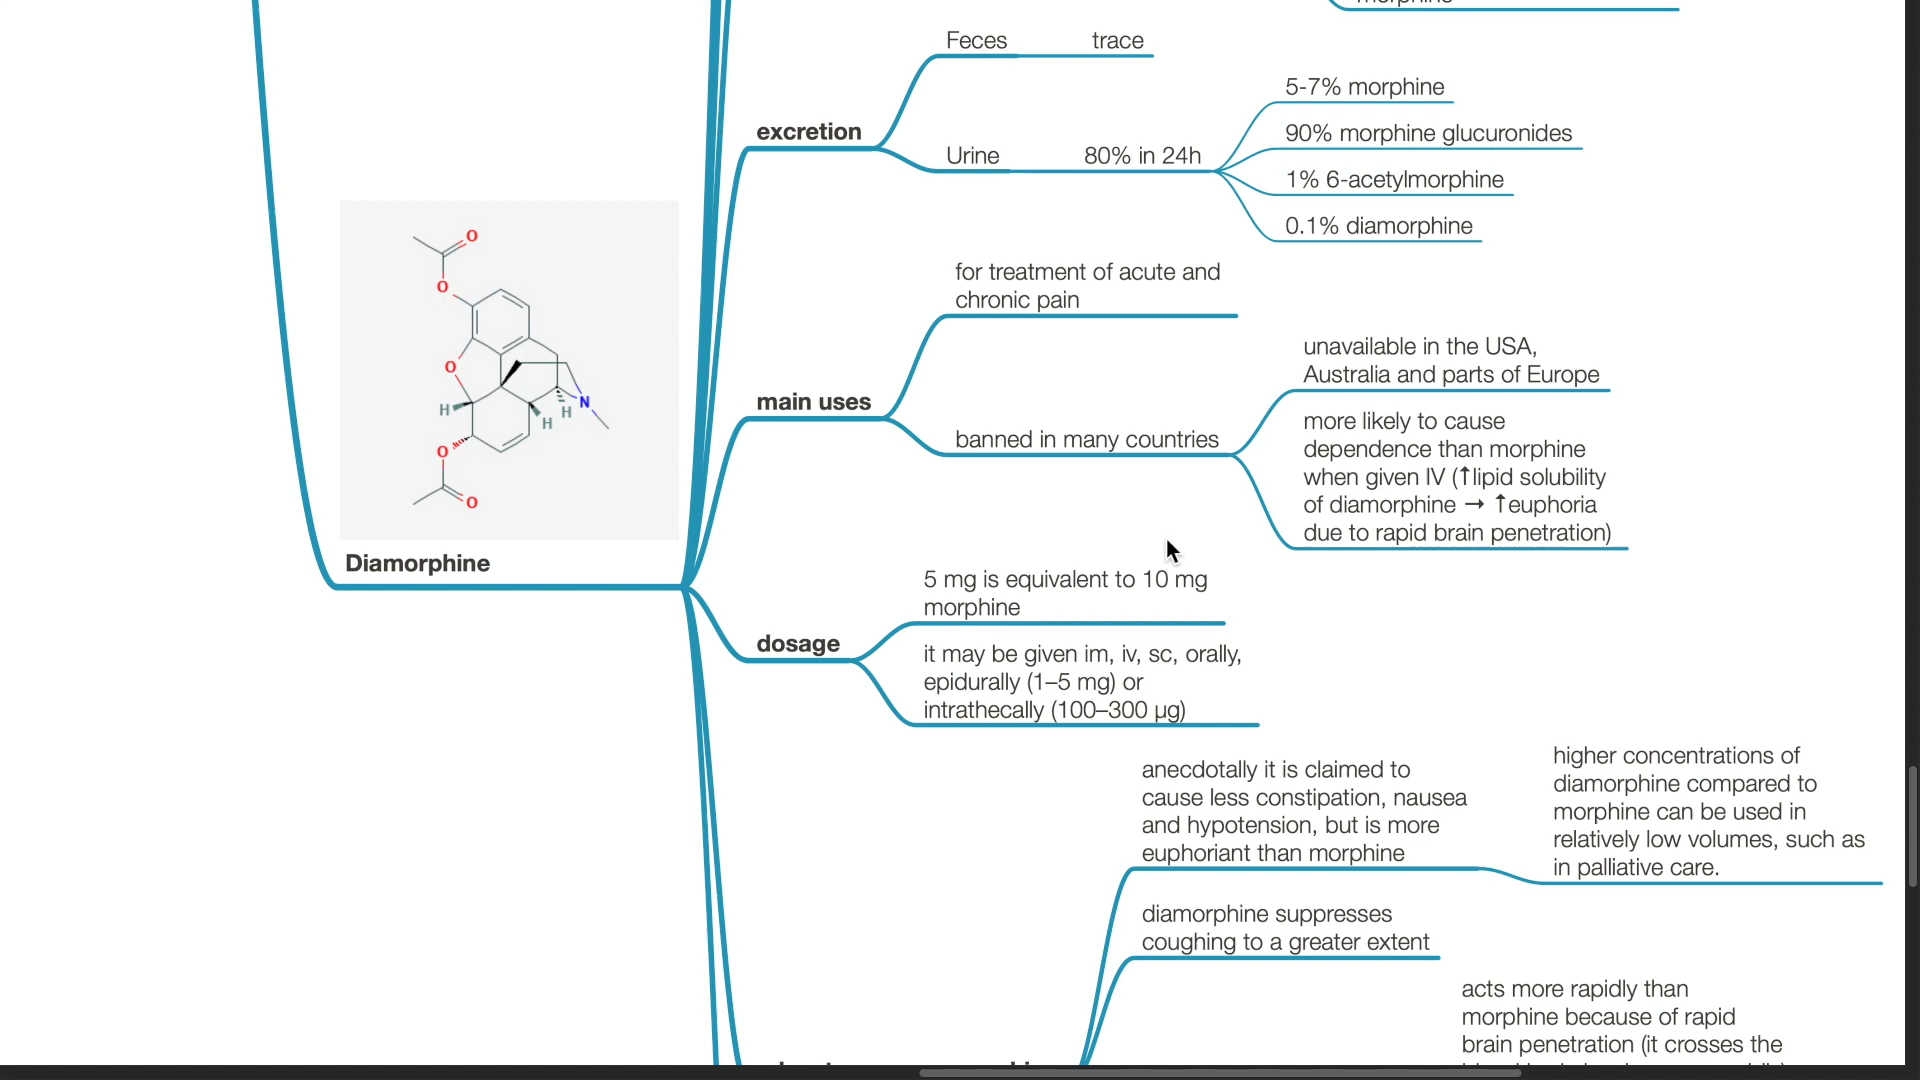 Feces
trace
excretion
Urine
80% in 24h
5-7% morphine
90% morphine glucuronides
1% 6-acetylmorphine
0.1% diamorphine
O
O
O
H
H
H
N
O
O
Diamorphine
main uses
for treatment of acute and
chronic pain
banned in many countries
unavailable in the USA,
Australia and parts of Europe
more likely to cause
dependence than morphine
when given IV (↑lipid solubility
of diamorphine → ↑euphoria
due to rapid brain penetration)
dosage
5 mg is equivalent to 10 mg
morphine
it may be given im, iv, sc, orally,
epidurally (1–5 mg) or
intrathecally (100–300 μg)
anecdotally it is claimed to
cause less constipation, nausea
and hypotension, but is more
euphoriant than morphine
higher concentrations of
diamorphine compared to
morphine can be used in
relatively low volumes, such as
in palliative care.
diamorphine suppresses
coughing to a greater extent
acts more rapidly than
morphine because of rapid
brain penetration (it crosses the